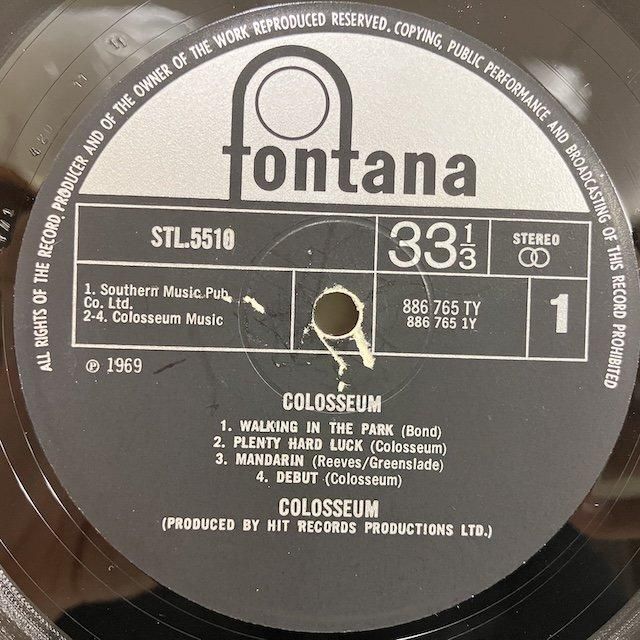 ALL RIGHTS OF THE RECORD PRODUCER AND OF THE OWNER OF THE WORK REPRODUCED RESERVED. COPYING, PUBLIC PERFORMANCE AND BROADCASTING OF THIS RECORD PROHIBITED
fontana
STL.5510
33 1/3
STEREO
1. Southern Music Pub.
Co. Ltd.
2-4. Colosseum Music
886 765 TY
886 765 1Y
1
℗ 1969
COLOSSEUM
1. WALKING IN THE PARK (Bond)
2. PLENTY HARD LUCK (Colosseum)
3. MANDARIN (Reeves/Greenslade)
4. DEBUT (Colosseum)
COLOSSEUM
(PRODUCED BY HIT RECORDS PRODUCTIONS LTD.)